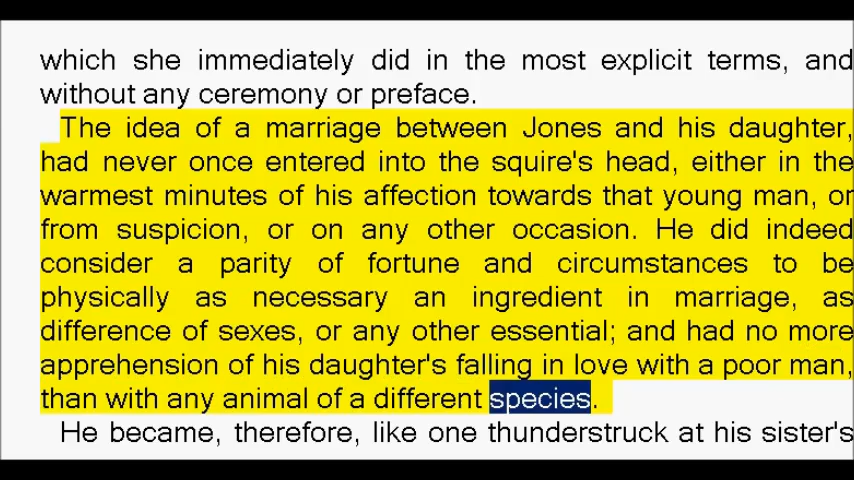 which she immediately did in the most explicit terms, and
without any ceremony or preface.
The idea of a marriage between Jones and his daughter,
had never once entered into the squire's head, either in the
warmest minutes of his affection towards that young man, or
from suspicion, or on any other occasion. He did indeed
consider a parity of fortune and circumstances to be
physically as necessary an ingredient in marriage, as
difference of sexes, or any other essential; and had no more
apprehension of his daughter's falling in love with a poor man,
than with any animal of a different species.
He became, therefore, like one thunderstruck at his sister's